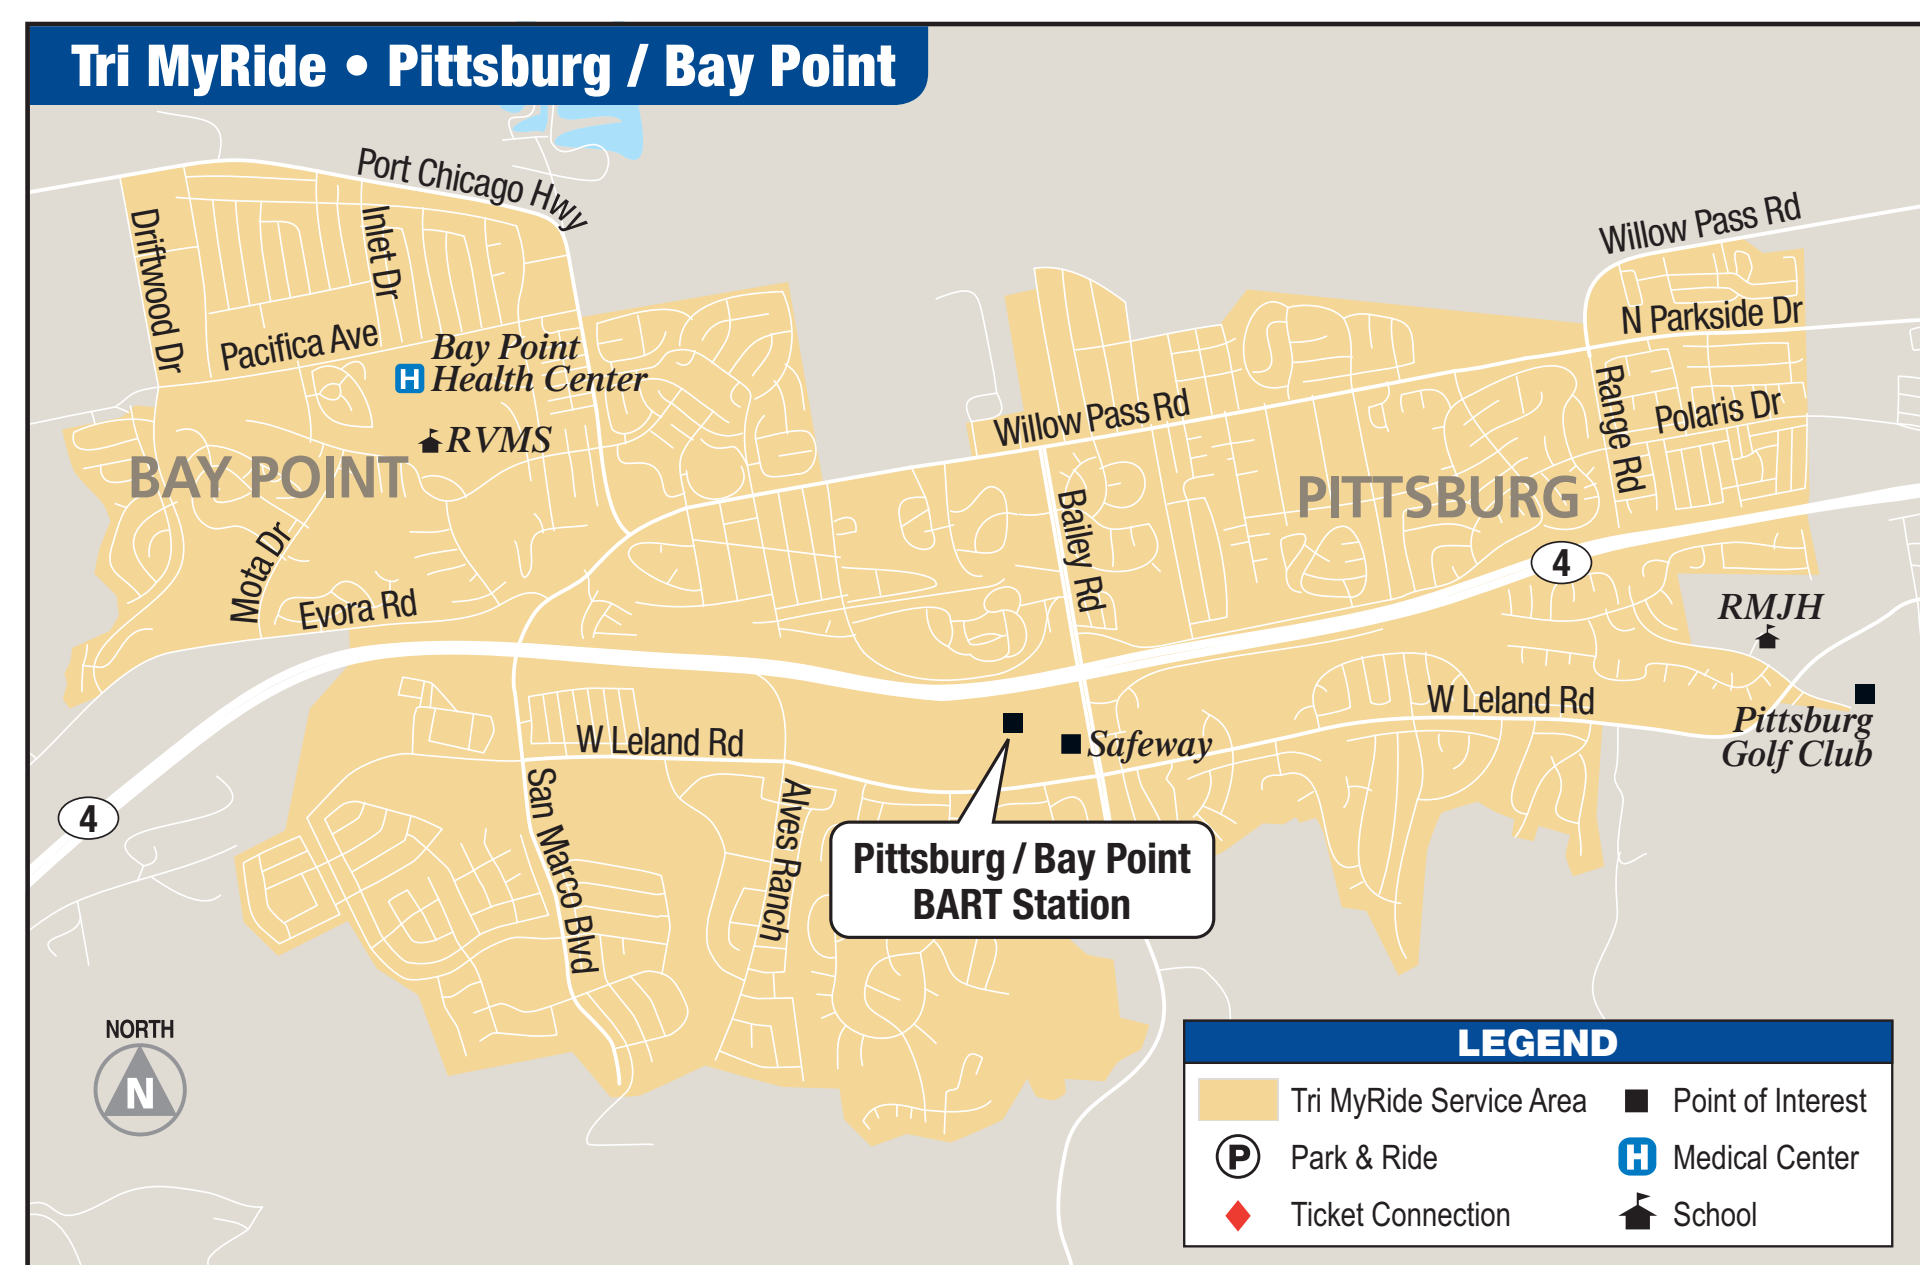 Tri MyRide • Pittsburg / Bay Point
Port Chicago Hwy
Willow Pass Rd
Driftwood Dr
Inlet Dr
N Parkside Dr
Pacifica Ave
Bay Point
Health Center
H
Range Rd
Polaris Dr
Willow Pass Rd
RVMS
BAY POINT
PITTSBURG
Bailey Rd
Mota Dr
4
Evora Rd
RMJH
W Leland Rd
Pittsburg
Golf Club
W Leland Rd
Safeway
San Marco Blvd
Alves Ranch
4
Pittsburg / Bay Point
BART Station
NORTH
N
LEGEND
Tri MyRide Service Area
Point of Interest
P
Park & Ride
H
Medical Center
Ticket Connection
School